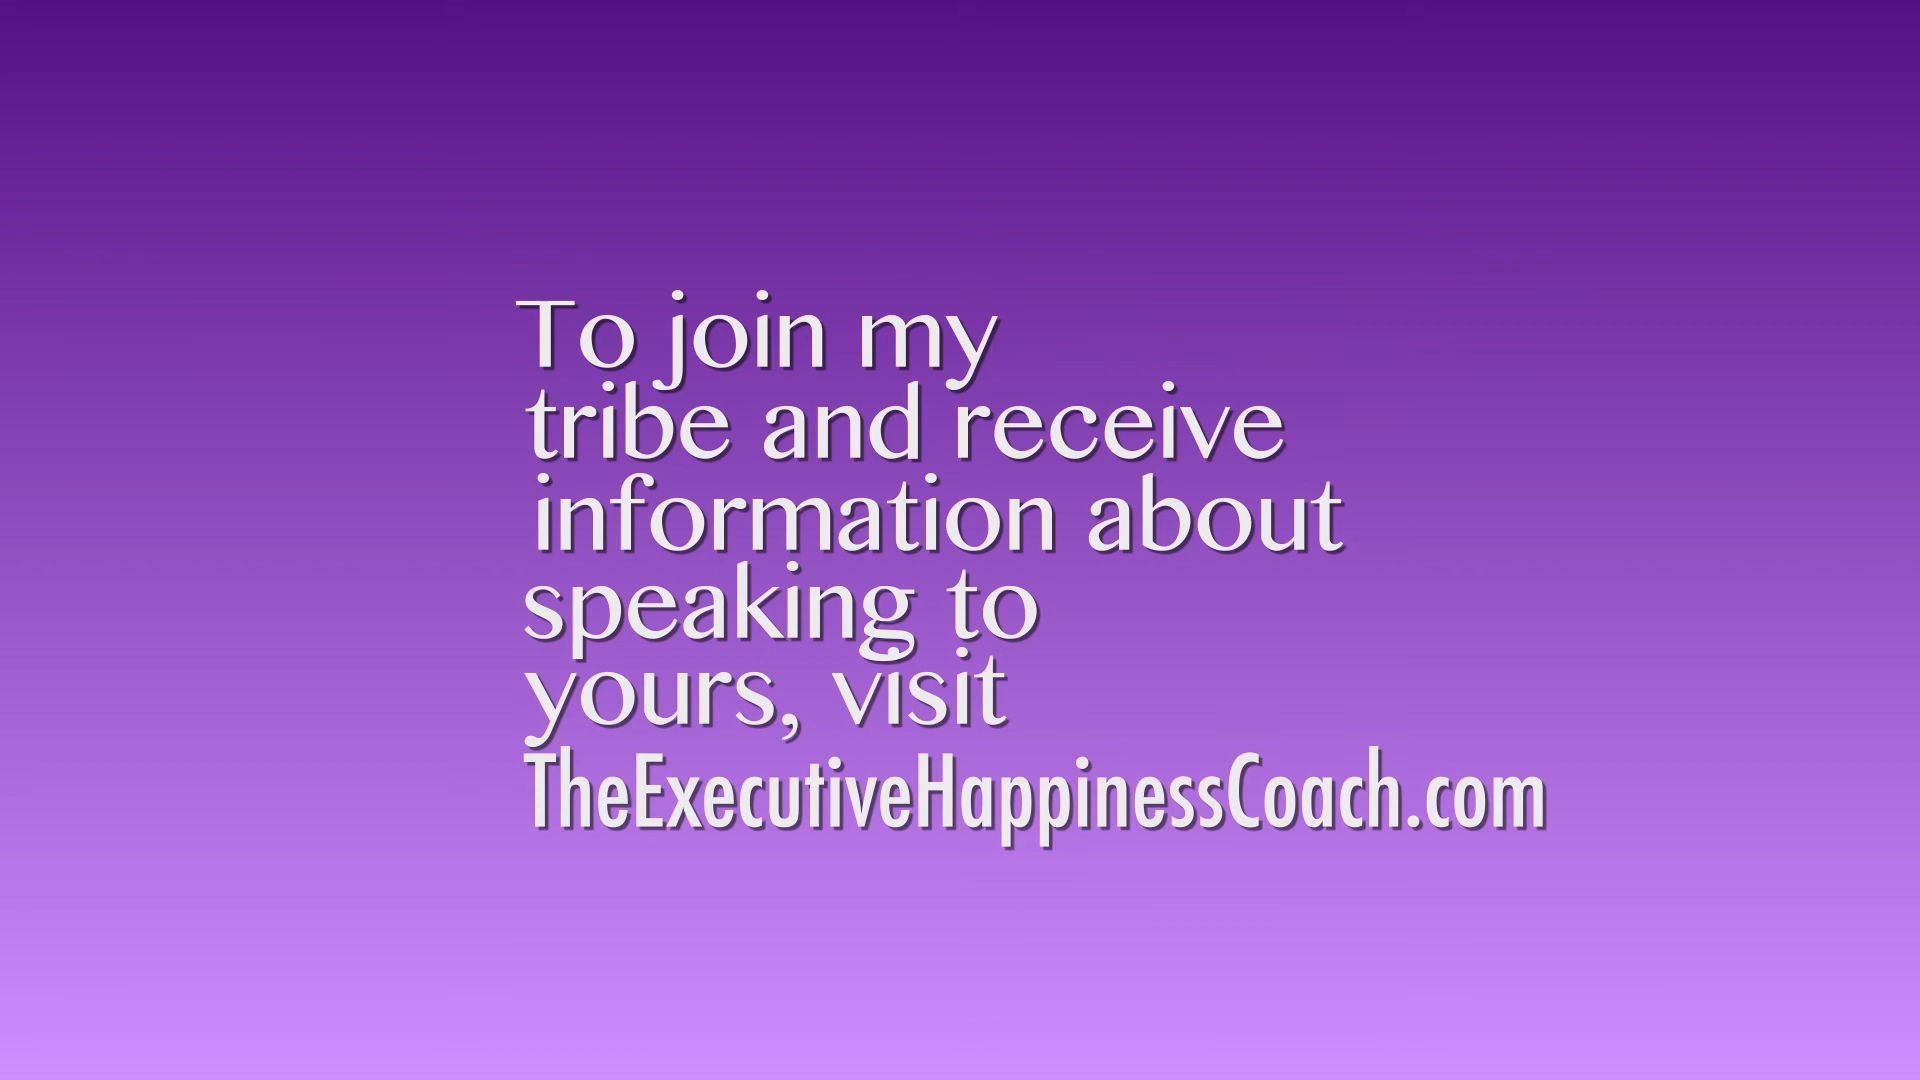 To join my
tribe and receive
information about
speaking to
yours, visit
TheExecutiveHappinessCoach.com